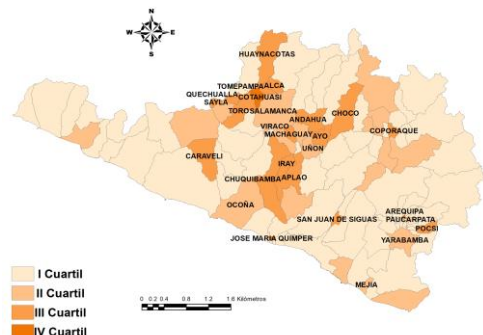 N
W E
S
HUAYNACOTAS
TOMEPAMPA ALCA
QUECHUALLA COTAHUASI
SAYLA
TORO SALAMANCA
CHOCO
ANDAHUA
VIRACO
MACHAGUAY AYO
COPORAQUE
UÑON
CARAVELI
IRAY
CHUQUIBAMBA APLAO
OCOÑA
SAN JUAN DE SIGUAS
AREQUIPA
PAUCARPATA
POCSI
JOSE MARIA QUIMPER
YARABAMBA
MEJIA
I Cuartil
II Cuartil
III Cuartil
IV Cuartil
0 0.2 0.4 0.8 1.2 1.6 Kilómetros